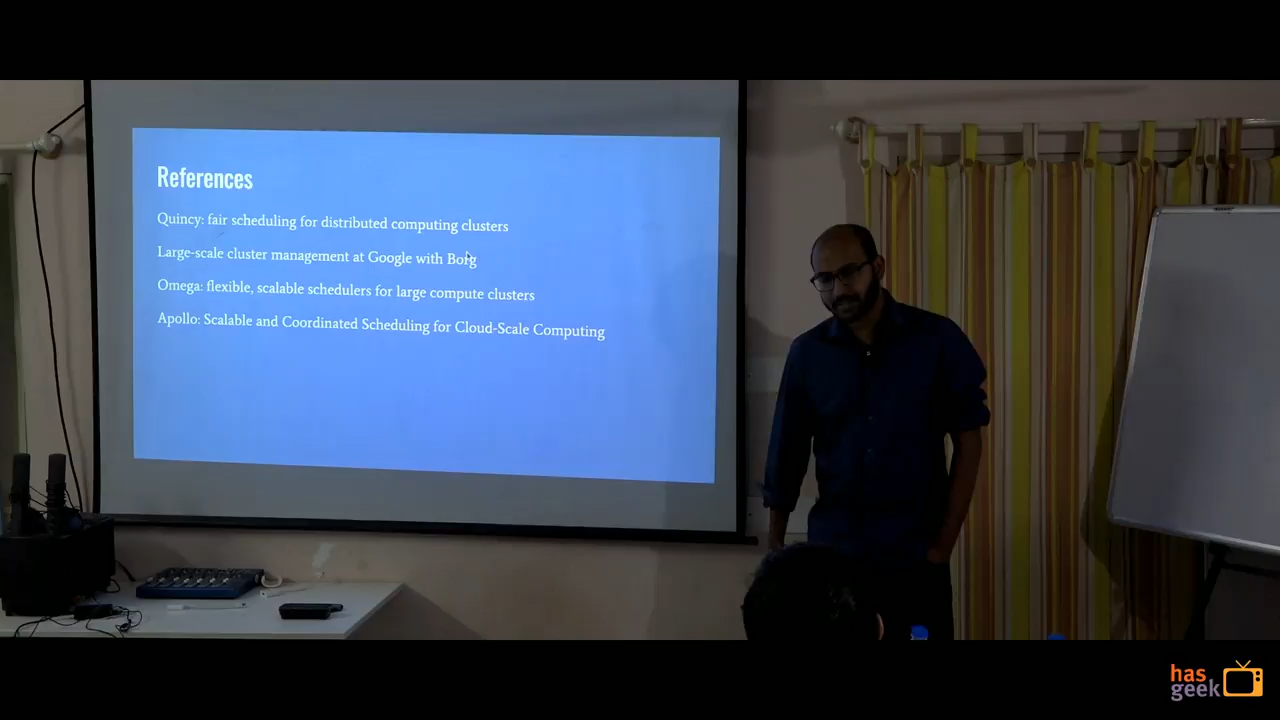 References
Quincy: fair scheduling for distributed computing clusters
Large-scale cluster management at Google with Borg
Omega: flexible, scalable schedulers for large compute clusters
Apollo: Scalable and Coordinated Scheduling for Cloud-Scale Computing
has
geek